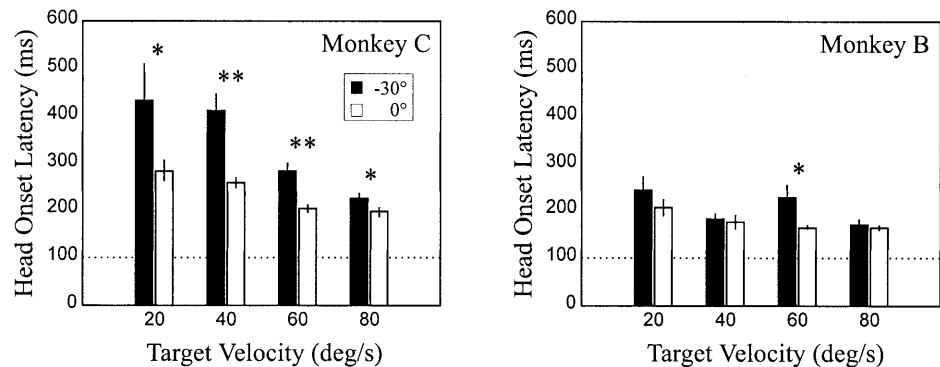 600
500
400
300
200
100
0
Head Onset Latency (ms)
Monkey C
-30°
0°
*
**
**
*
20 40 60 80
Target Velocity (deg/s)
600
500
400
300
200
100
0
Head Onset Latency (ms)
Monkey B
*
20 40 60 80
Target Velocity (deg/s)